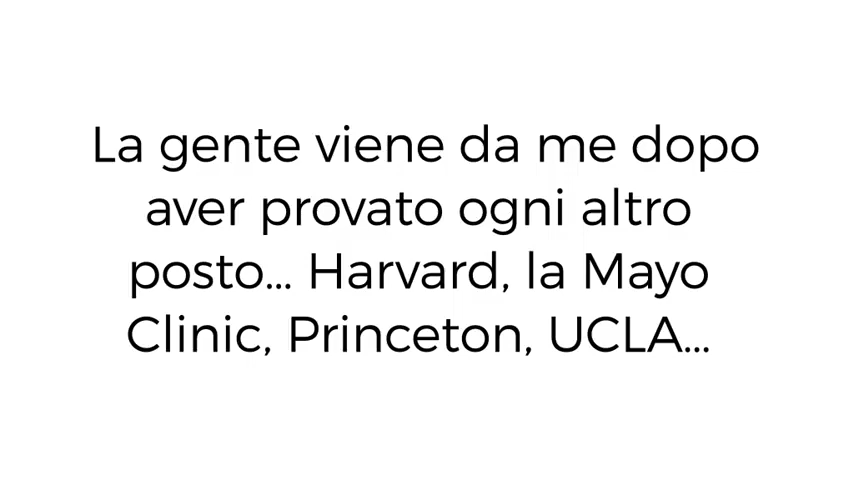 La gente viene da me dopo
aver provato ogni altro
posto... Harvard, la Mayo
Clinic, Princeton, UCLA...